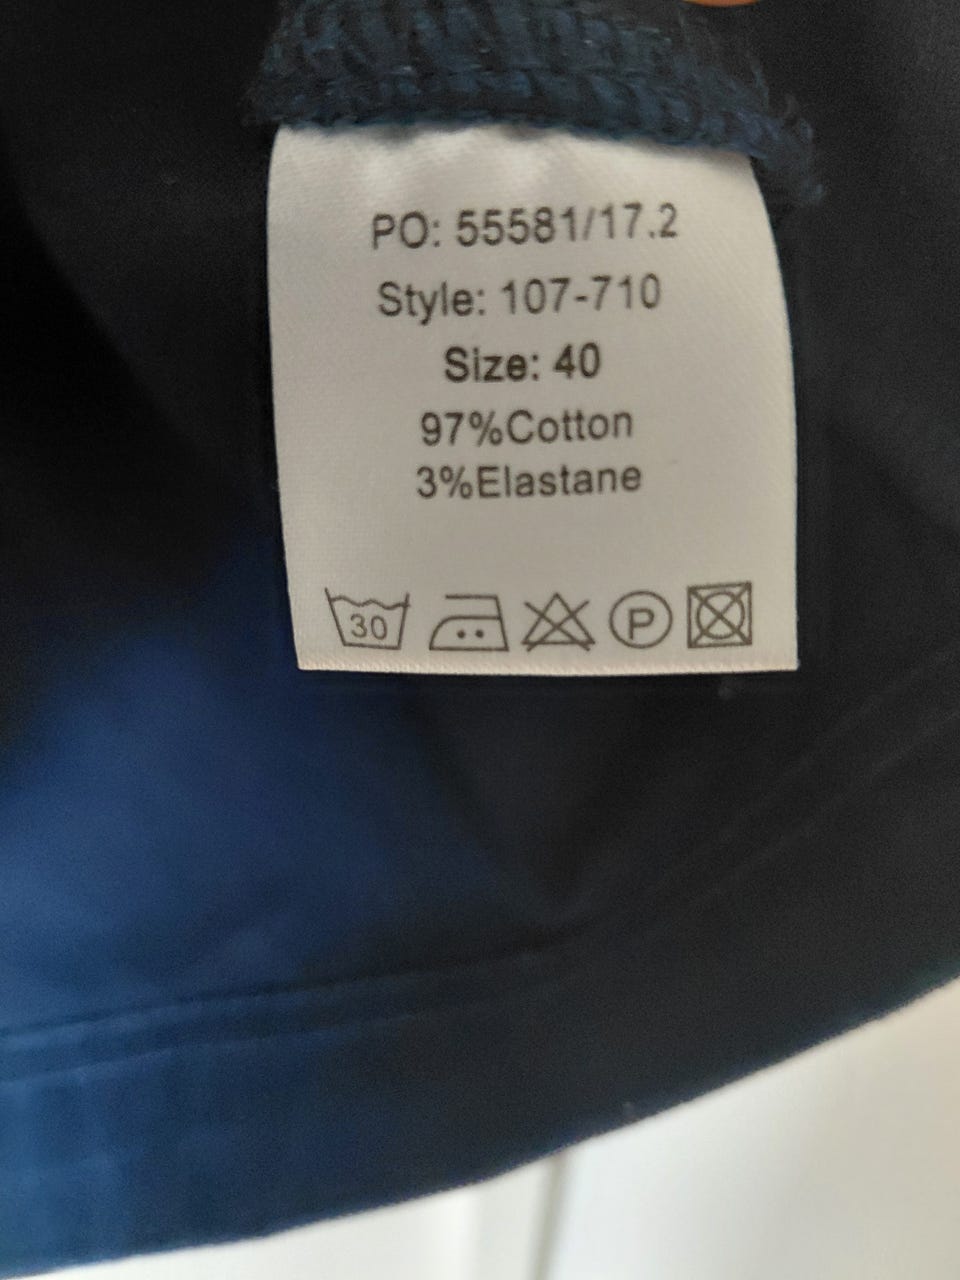 PO: 55581/17.2
Style: 107-710
Size: 40
97%Cotton
3%Elastane
30 P